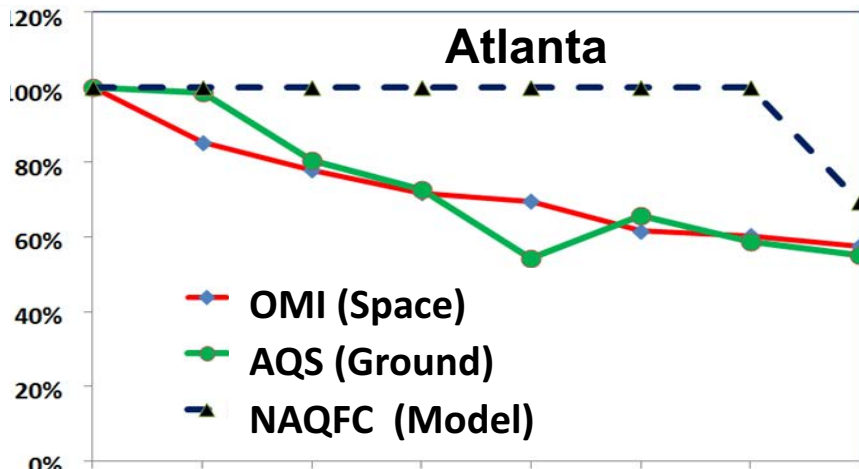 120%
Atlanta
100%
80%
60%
40%
OMI (Space)
AQS (Ground)
20%
NAQFC (Model)
0%